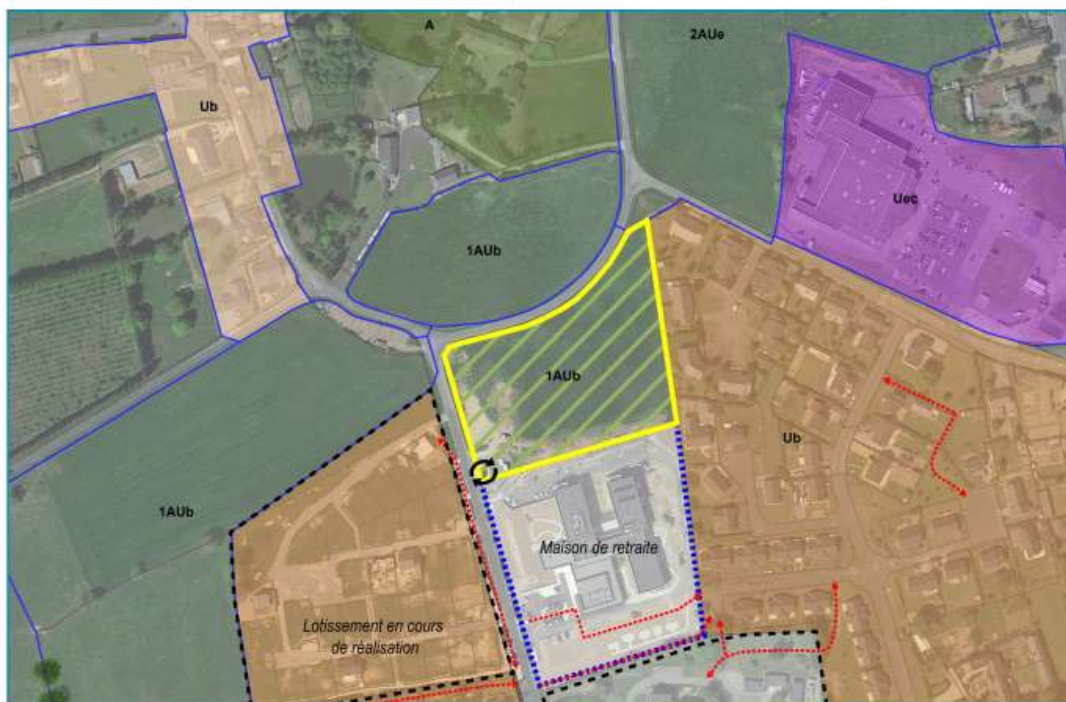 A
2AUe
Ub
Uec
1AUb
1AUb
Ub
1AUb
Maison de retraite
Lotissement en cours
de réalisation